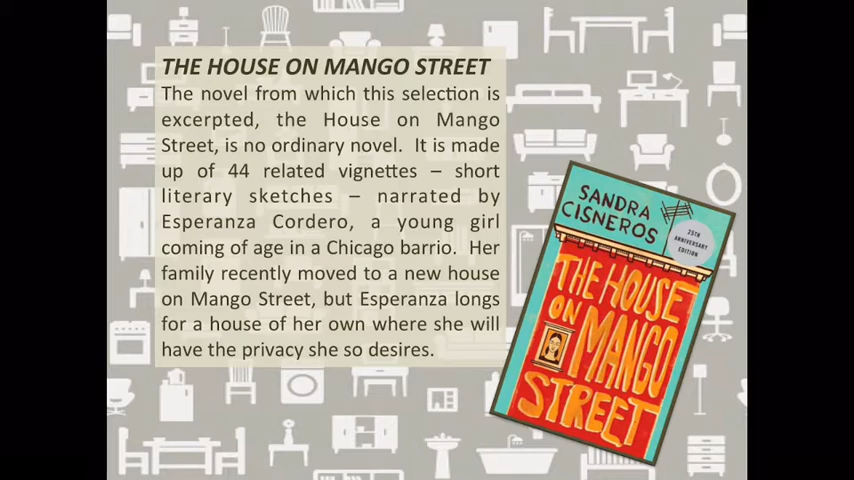 THE HOUSE ON MANGO STREET
The novel from which this selection is
excerpted, the House on Mango
Street, is no ordinary novel. It is made
up of 44 related vignettes – short
literary sketches – narrated by
Esperanza Cordero, a young girl
coming of age in a Chicago barrio. Her
family recently moved to a new house
on Mango Street, but Esperanza longs
for a house of her own where she will
have the privacy she so desires.
SANDRA
CISNEROS
25TH
ANNIVERSARY
EDITION
THE HOUSE
ON
MANGO
STREET